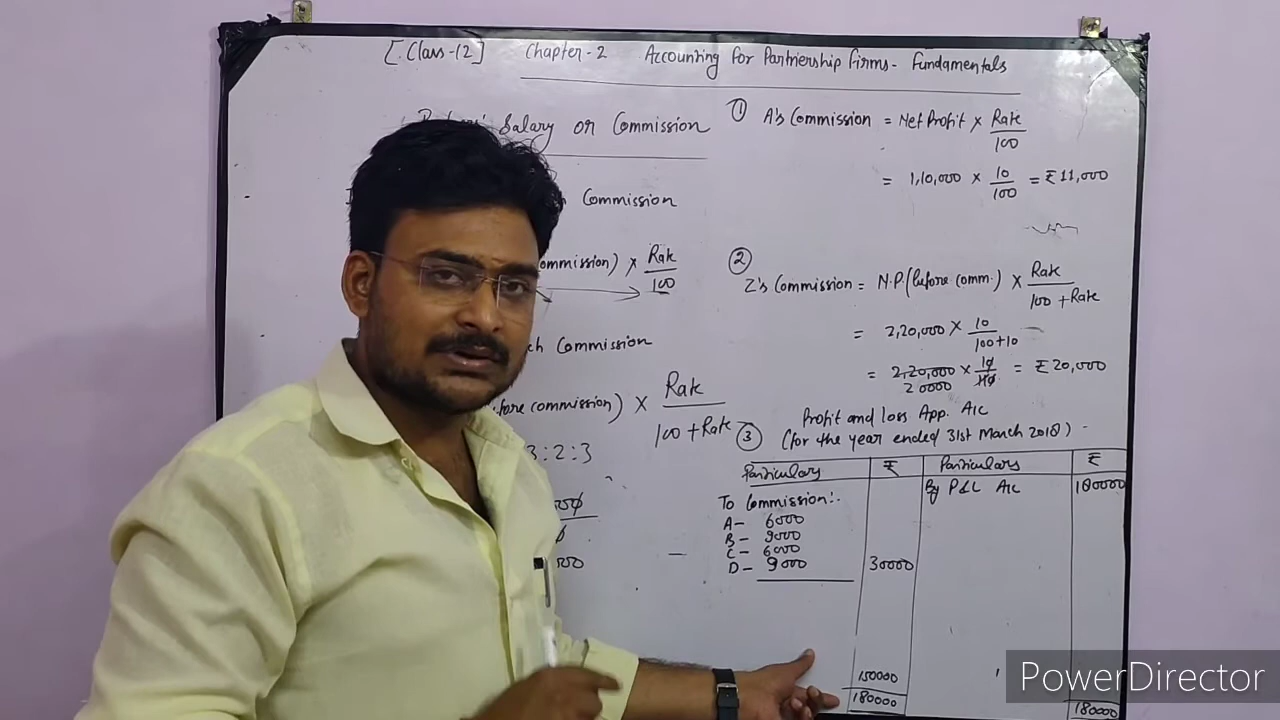 [Class-12] Chapter-2 Accounting for Partnership Firms- Fundamentals
Salary or Commission
Commission
ommission) × Rate/100
ch Commission
fore commission) × Rate/100 + Rate
3:2:3
① A's Commission = Net Profit × Rate/100
= 1,10,000 × 10/100 = ₹11,000
② Z's Commission = N.P. (before comm.) × Rate/100 + Rate
= 2,20,000 × 10/100+10
= 2,20,000 × 10/110 = ₹20,000
20000
③ Profit and loss App. A/c
(for the year ended 31st March 2018)
Particulars ₹ Particulars ₹
To Commission:- By P&L A/c 180000
A- 6000
B- 9000
C- 6000
D- 9000 30000
150000
180000 180000
PowerDirector